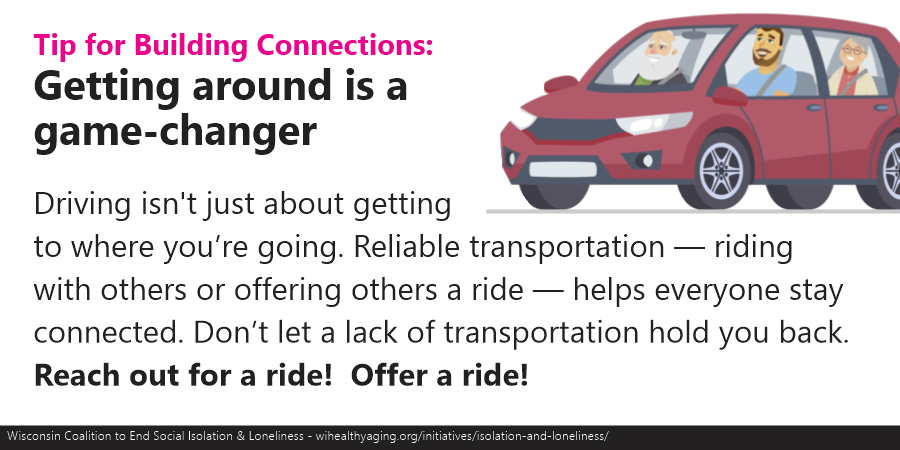 Tip for Building Connections:
Getting around is a
game-changer
Driving isn't just about getting
to where you’re going. Reliable transportation — riding
with others or offering others a ride — helps everyone stay
connected. Don’t let a lack of transportation hold you back.
Reach out for a ride!  Offer a ride!
Wisconsin Coalition to End Social Isolation & Loneliness - wihealthyaging.org/initiatives/isolation-and-loneliness/